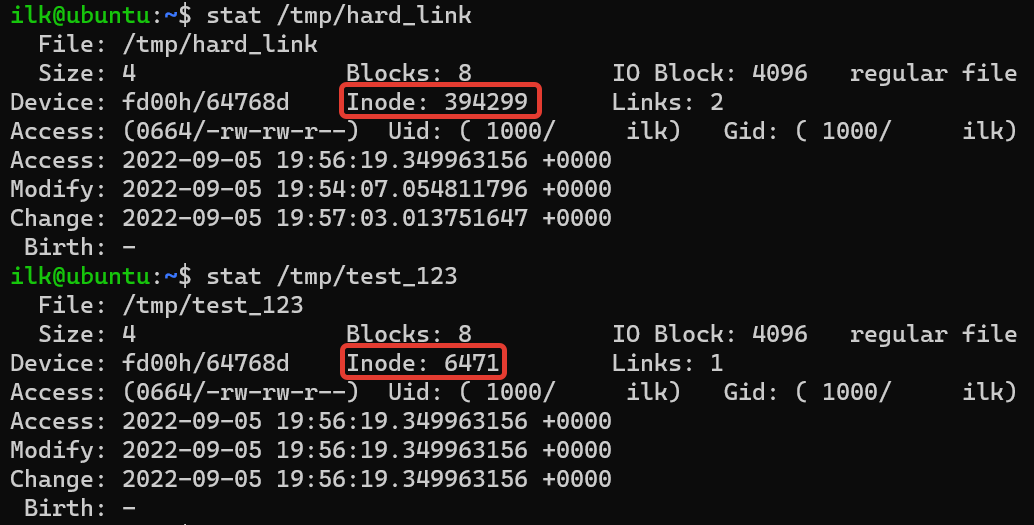 ilk@ubuntu:~$ stat /tmp/hard_link
  File: /tmp/hard_link
  Size: 4               Blocks: 8          IO Block: 4096   regular file
Device: fd00h/64768d    Inode: 394299      Links: 2
Access: (0664/-rw-rw-r--)  Uid: ( 1000/     ilk)   Gid: ( 1000/     ilk)
Access: 2022-09-05 19:56:19.349963156 +0000
Modify: 2022-09-05 19:54:07.054811796 +0000
Change: 2022-09-05 19:57:03.013751647 +0000
 Birth: -
ilk@ubuntu:~$ stat /tmp/test_123
  File: /tmp/test_123
  Size: 4               Blocks: 8          IO Block: 4096   regular file
Device: fd00h/64768d    Inode: 6471        Links: 1
Access: (0664/-rw-rw-r--)  Uid: ( 1000/     ilk)   Gid: ( 1000/     ilk)
Access: 2022-09-05 19:56:19.349963156 +0000
Modify: 2022-09-05 19:56:19.349963156 +0000
Change: 2022-09-05 19:56:19.349963156 +0000
 Birth: -